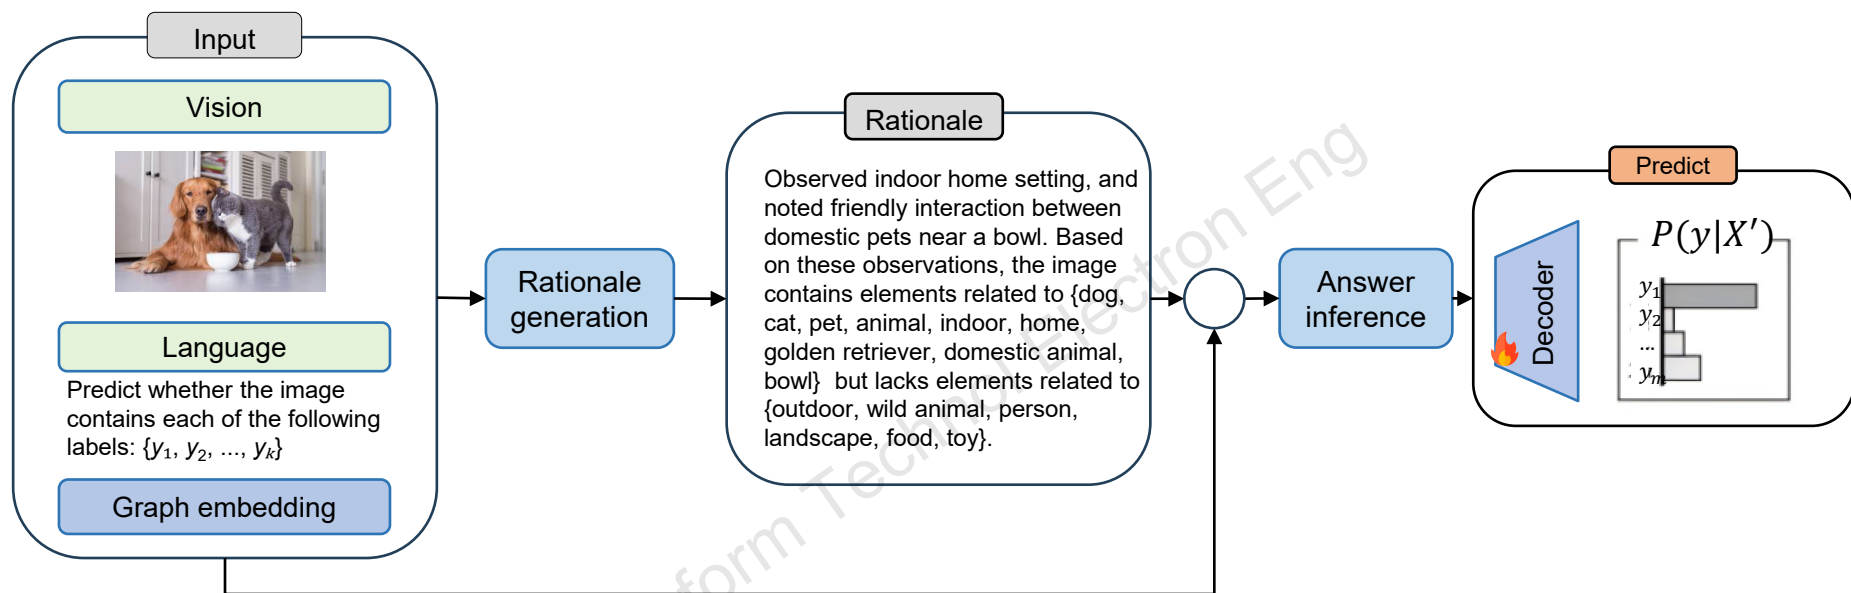 Input
Vision
Language
Predict whether the image
contains each of the following
labels: {y1, y2, ..., yk}
Graph embedding
Rationale
generation
Rationale
Observed indoor home setting, and
noted friendly interaction between
domestic pets near a bowl. Based
on these observations, the image
contains elements related to {dog,
cat, pet, animal, indoor, home,
golden retriever, domestic animal,
bowl} but lacks elements related to
{outdoor, wild animal, person,
landscape, food, toy}.
Answer
inference
Predict
Decoder
P(y|X′)
y1
y2
...
ym
form Technol Electron Eng